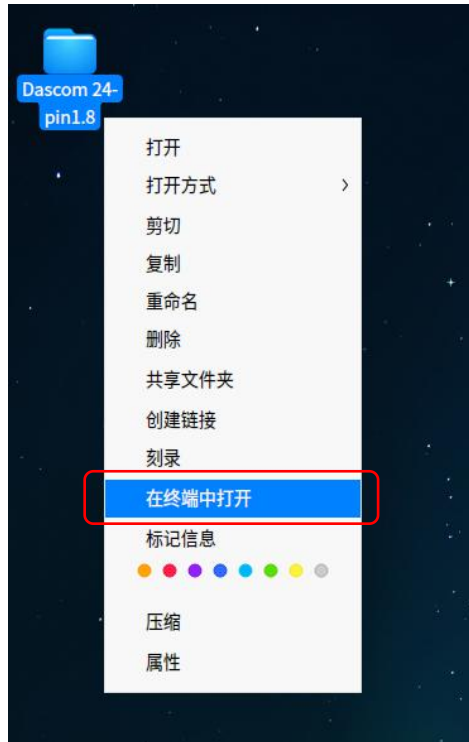 Dascom 24-
pin1.8
打开
打开方式
剪切
复制
重命名
删除
共享文件夹
创建链接
刻录
在终端中打开
标记信息
压缩
属性